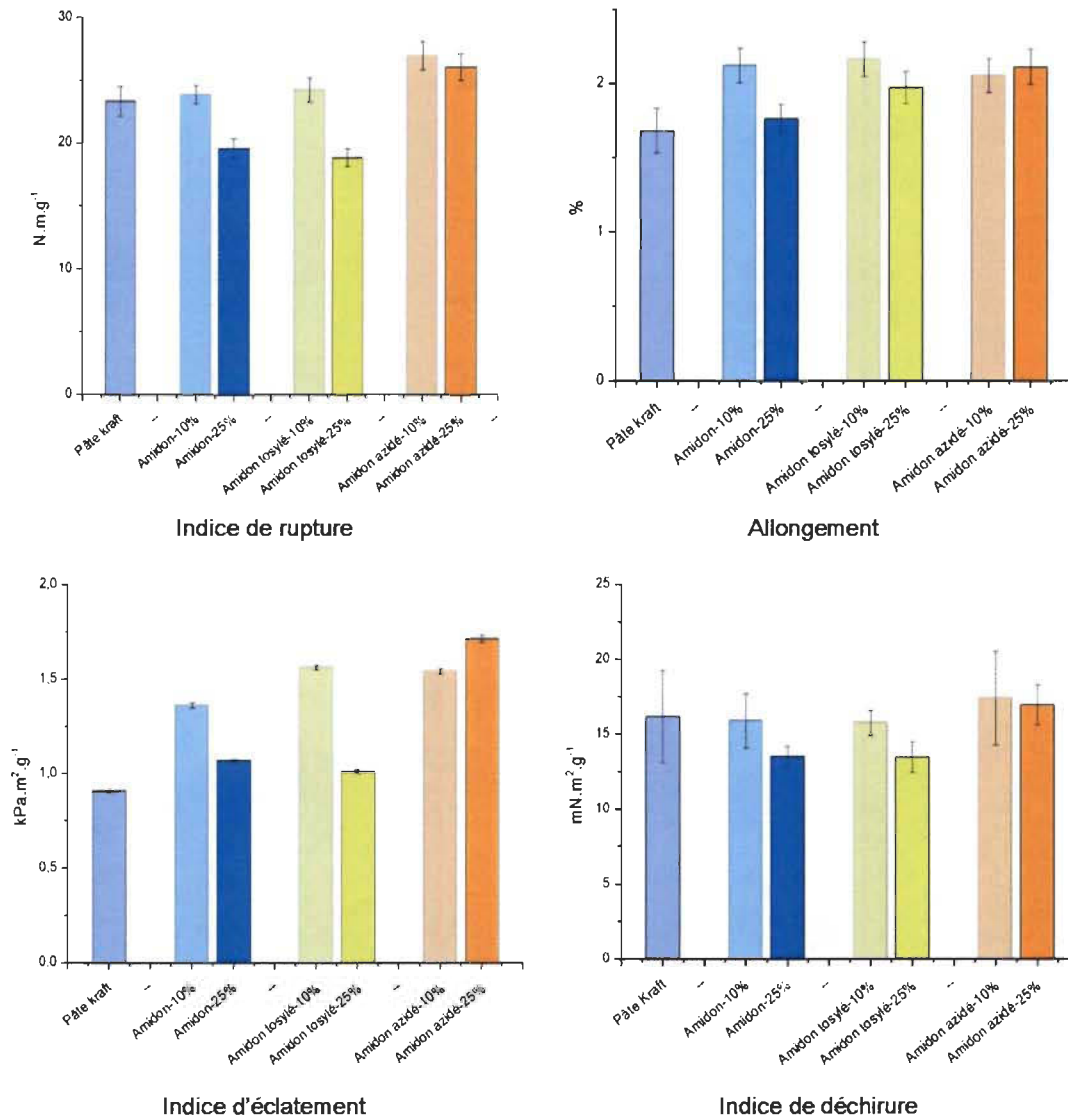 30
20
10
0
N.m.g⁻¹
Pâte kraft
--
Amidon-10%
Amidon-25%
--
Amidon tosylé-10%
Amidon tosylé-25%
--
Amidon azidé-10%
Amidon azidé-25%
--
Indice de rupture
2
1
0
%
Pâte kraft
--
Amidon-10%
Amidon-25%
--
Amidon tosylé-10%
Amidon tosylé-25%
--
Amidon azidé-10%
Amidon azidé-25%
Allongement
2,0
1,5
1,0
0,5
0.0
kPa.m².g⁻¹
Pâte kraft
--
Amidon-10%
Amidon-25%
--
Amidon tosylé-10%
Amidon tosylé-25%
--
Amidon azidé-10%
Amidon azidé-25%
Indice d'éclatement
25
20
15
10
5
0
mN.m².g⁻¹
Pâte Kraft
--
Amidon-10%
Amidon-25%
--
Amidon tosylé-10%
Amidon tosylé-25%
--
Amidon azidé-10%
Amidon azidé-25%
Indice de déchirure